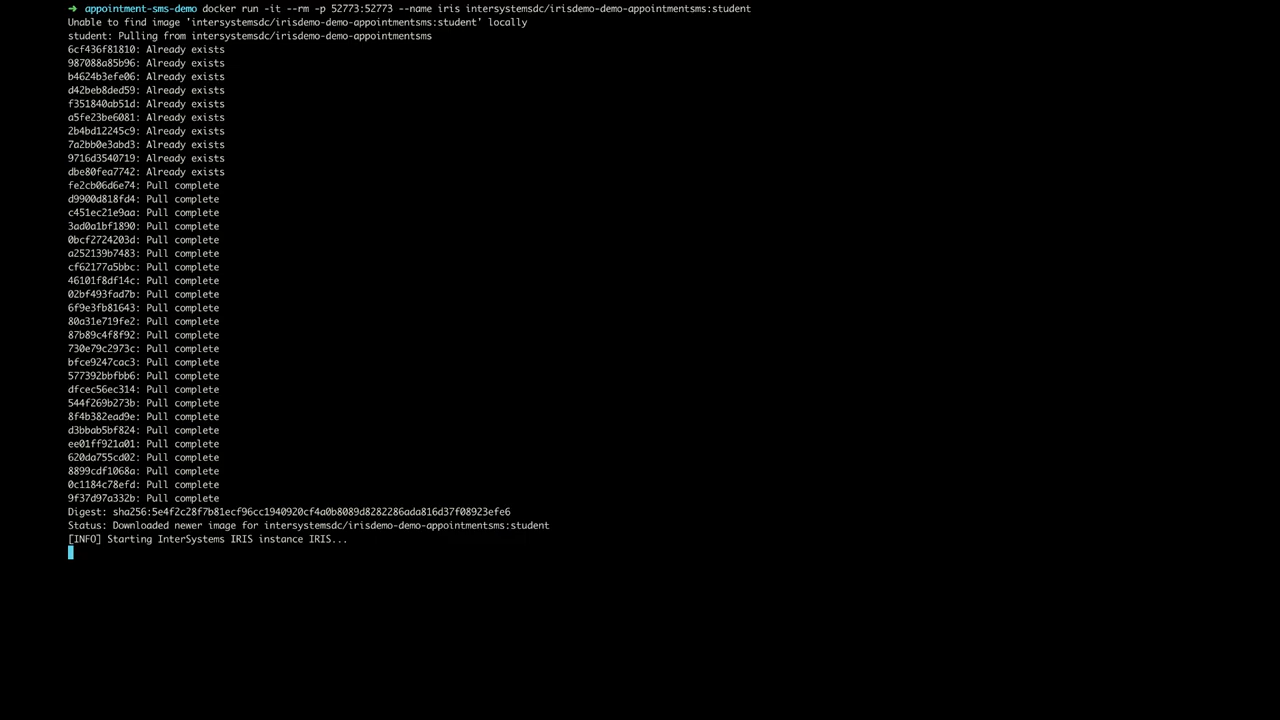 ➜ appointment-sms-demo docker run -it --rm -p 52773:52773 --name iris intersystemsdc/irisdemo-demo-appointmentsms:student
Unable to find image 'intersystemsdc/irisdemo-demo-appointmentsms:student' locally
student: Pulling from intersystemsdc/irisdemo-demo-appointmentsms
6cf436f81810: Already exists
987088a85b96: Already exists
b4624b3efe06: Already exists
d42beb8ded59: Already exists
f351840ab51d: Already exists
a5fe23be6081: Already exists
2b4bd12245c9: Already exists
7a2bb0e3abd3: Already exists
9716d3540719: Already exists
dbe80fea7742: Already exists
fe2cb06d6e74: Pull complete
d9900d818fd4: Pull complete
c451ec21e9aa: Pull complete
3ad0a1bf1890: Pull complete
0bcf2724203d: Pull complete
a252139b7483: Pull complete
cf62177a5bbc: Pull complete
46101f8df14c: Pull complete
02bf493fad7b: Pull complete
6f9e3fb81643: Pull complete
80a31e719fe2: Pull complete
87b89c4f8f92: Pull complete
730e79c2973c: Pull complete
bfce9247cac3: Pull complete
577392bbfbb6: Pull complete
dfcec56ec314: Pull complete
544f269b273b: Pull complete
8f4b382ead9e: Pull complete
d3bbab5bf824: Pull complete
ee01ff921a01: Pull complete
620da755cd02: Pull complete
8899cdf1068a: Pull complete
0c1184c78efd: Pull complete
9f37d97a332b: Pull complete
Digest: sha256:5e4f2c28f7b81ecf96cc1940920cf4a0b8089d8282286ada816d37f08923efe6
Status: Downloaded newer image for intersystemsdc/irisdemo-demo-appointmentsms:student
[INFO] Starting InterSystems IRIS instance IRIS...